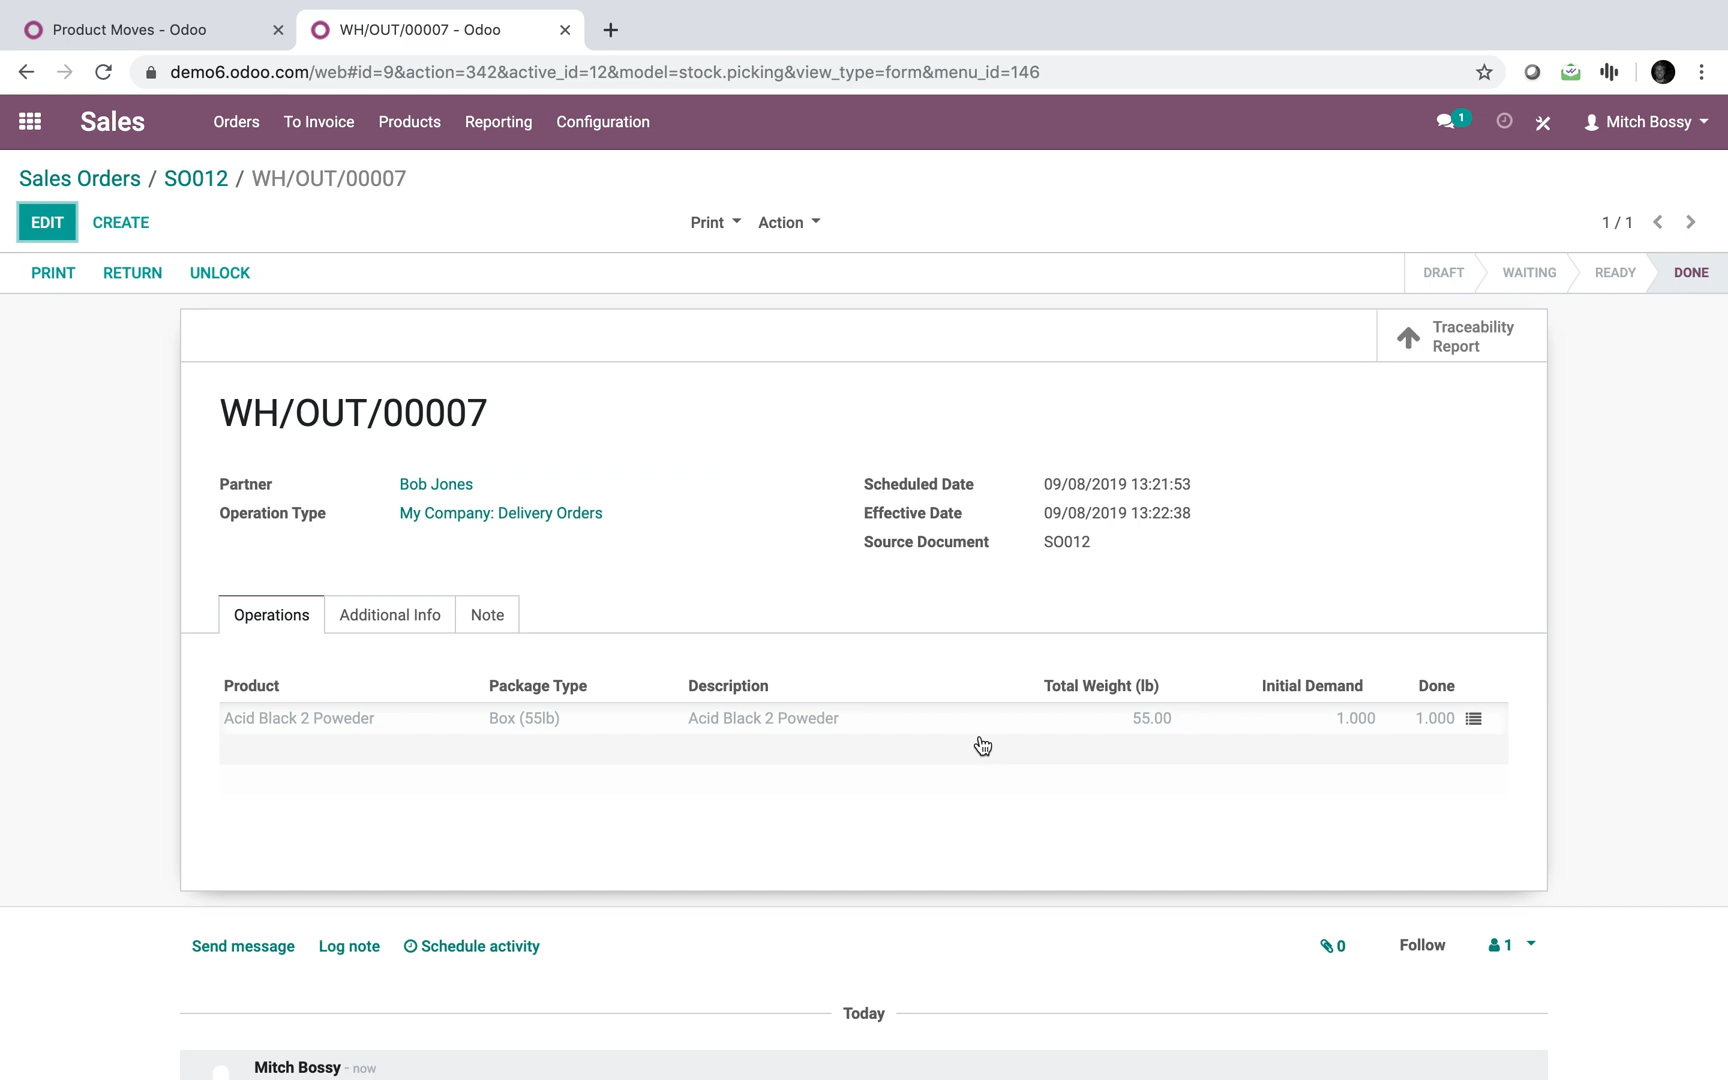 Product Moves - Odoo
WH/OUT/00007 - Odoo
demo6.odoo.com/web#id=9&action=342&active_id=12&model=stock.picking&view_type=form&menu_id=146
Sales Orders To Invoice Products Reporting Configuration 1 Mitch Bossy
Sales Orders / SO012 / WH/OUT/00007
EDIT CREATE Print Action 1 / 1
PRINT RETURN UNLOCK DRAFT WAITING READY DONE
Traceability
Report
WH/OUT/00007
Partner Bob Jones Scheduled Date 09/08/2019 13:21:53
Operation Type My Company: Delivery Orders Effective Date 09/08/2019 13:22:38
Source Document SO012
Operations Additional Info Note
Product Package Type Description Total Weight (lb) Initial Demand Done
Acid Black 2 Poweder Box (55lb) Acid Black 2 Poweder 55.00 1.000 1.000
Send message Log note Schedule activity 0 Follow 1
Today
Mitch Bossy - now